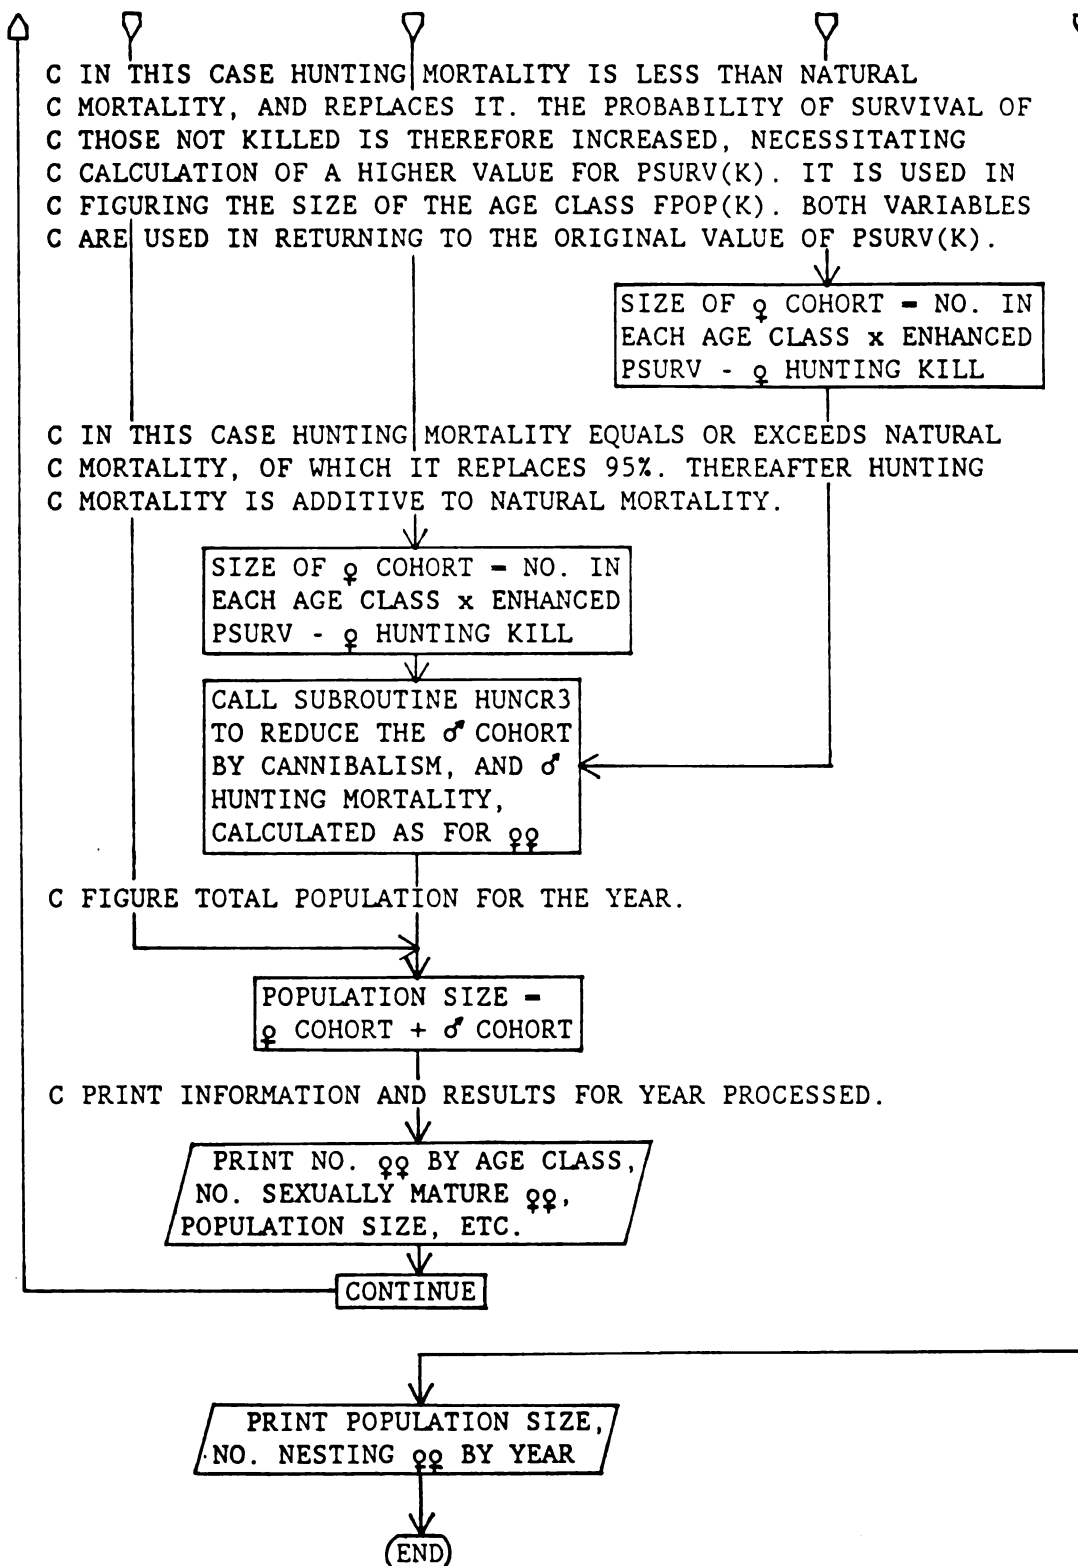 C IN THIS CASE HUNTING MORTALITY IS LESS THAN NATURAL
C MORTALITY, AND REPLACES IT. THE PROBABILITY OF SURVIVAL OF
C THOSE NOT KILLED IS THEREFORE INCREASED, NECESSITATING
C CALCULATION OF A HIGHER VALUE FOR PSURV(K). IT IS USED IN
C FIGURING THE SIZE OF THE AGE CLASS FPOP(K). BOTH VARIABLES
C ARE USED IN RETURNING TO THE ORIGINAL VALUE OF PSURV(K).
SIZE OF ♀ COHORT = NO. IN
EACH AGE CLASS x ENHANCED
PSURV - ♀ HUNTING KILL
C IN THIS CASE HUNTING MORTALITY EQUALS OR EXCEEDS NATURAL
C MORTALITY, OF WHICH IT REPLACES 95%. THEREAFTER HUNTING
C MORTALITY IS ADDITIVE TO NATURAL MORTALITY.
SIZE OF ♀ COHORT = NO. IN
EACH AGE CLASS x ENHANCED
PSURV - ♀ HUNTING KILL
CALL SUBROUTINE HUNCR3
TO REDUCE THE ♂ COHORT
BY CANNIBALISM, AND ♂
HUNTING MORTALITY,
CALCULATED AS FOR ♀♀
C FIGURE TOTAL POPULATION FOR THE YEAR.
POPULATION SIZE =
♀ COHORT + ♂ COHORT
C PRINT INFORMATION AND RESULTS FOR YEAR PROCESSED.
PRINT NO. ♀♀ BY AGE CLASS,
NO. SEXUALLY MATURE ♀♀,
POPULATION SIZE, ETC.
CONTINUE
PRINT POPULATION SIZE,
NO. NESTING ♀♀ BY YEAR
END